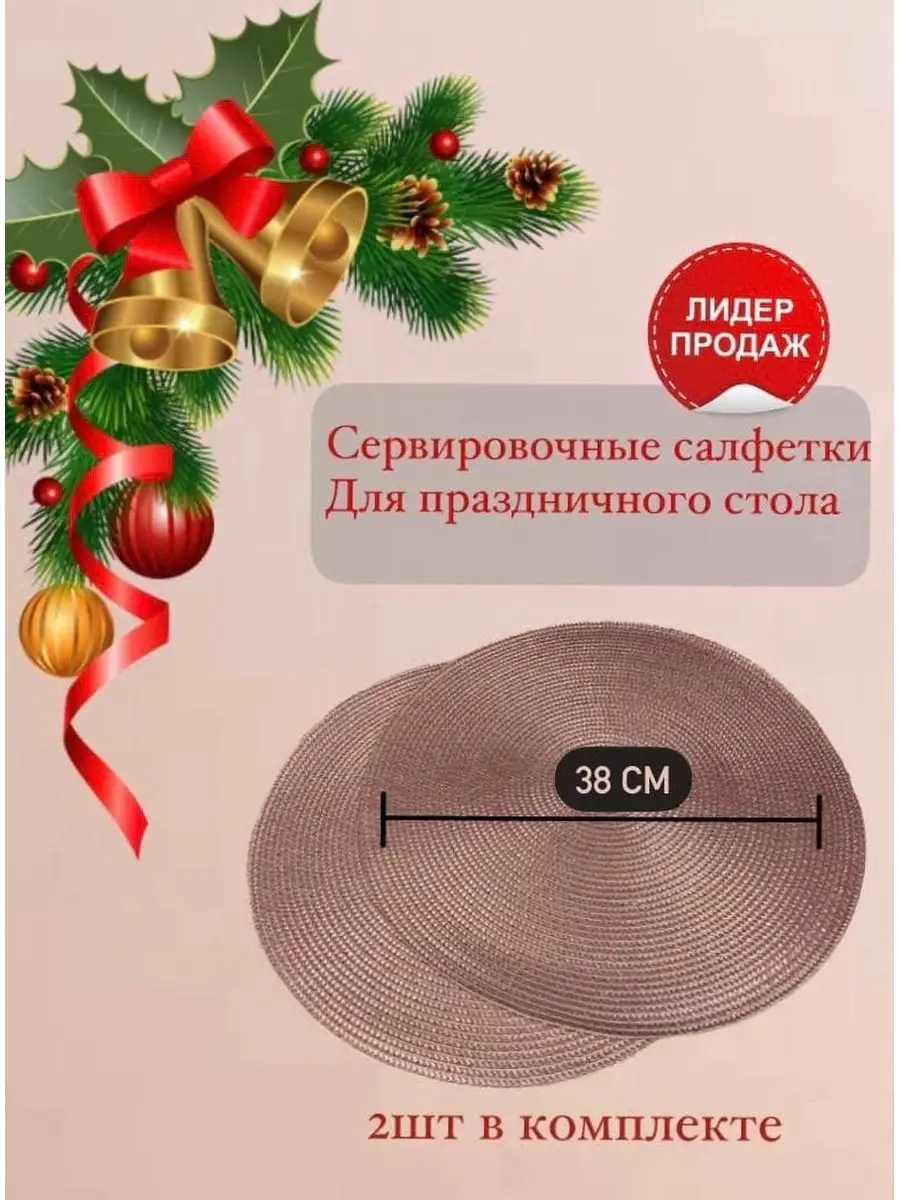 ЛИДЕР
ПРОДАЖ
Сервировочные салфетки
Для праздничного стола
38 СМ
2шт в комплекте